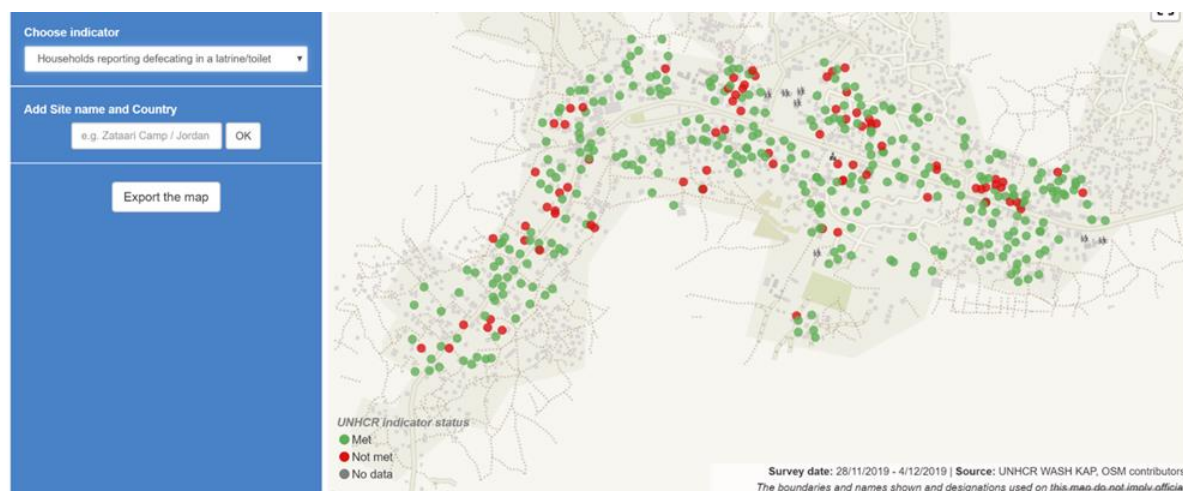 Choose indicator
Households reporting defecating in a latrine/toilet
Add Site name and Country
e.g. Zataari Camp / Jordan
OK
Export the map
UNHCR indicator status
Met
Not met
No data
Survey date: 28/11/2019 - 4/12/2019 | Source: UNHCR WASH KAP, OSM contributors
The boundaries and names shown and designations used on this map do not imply official